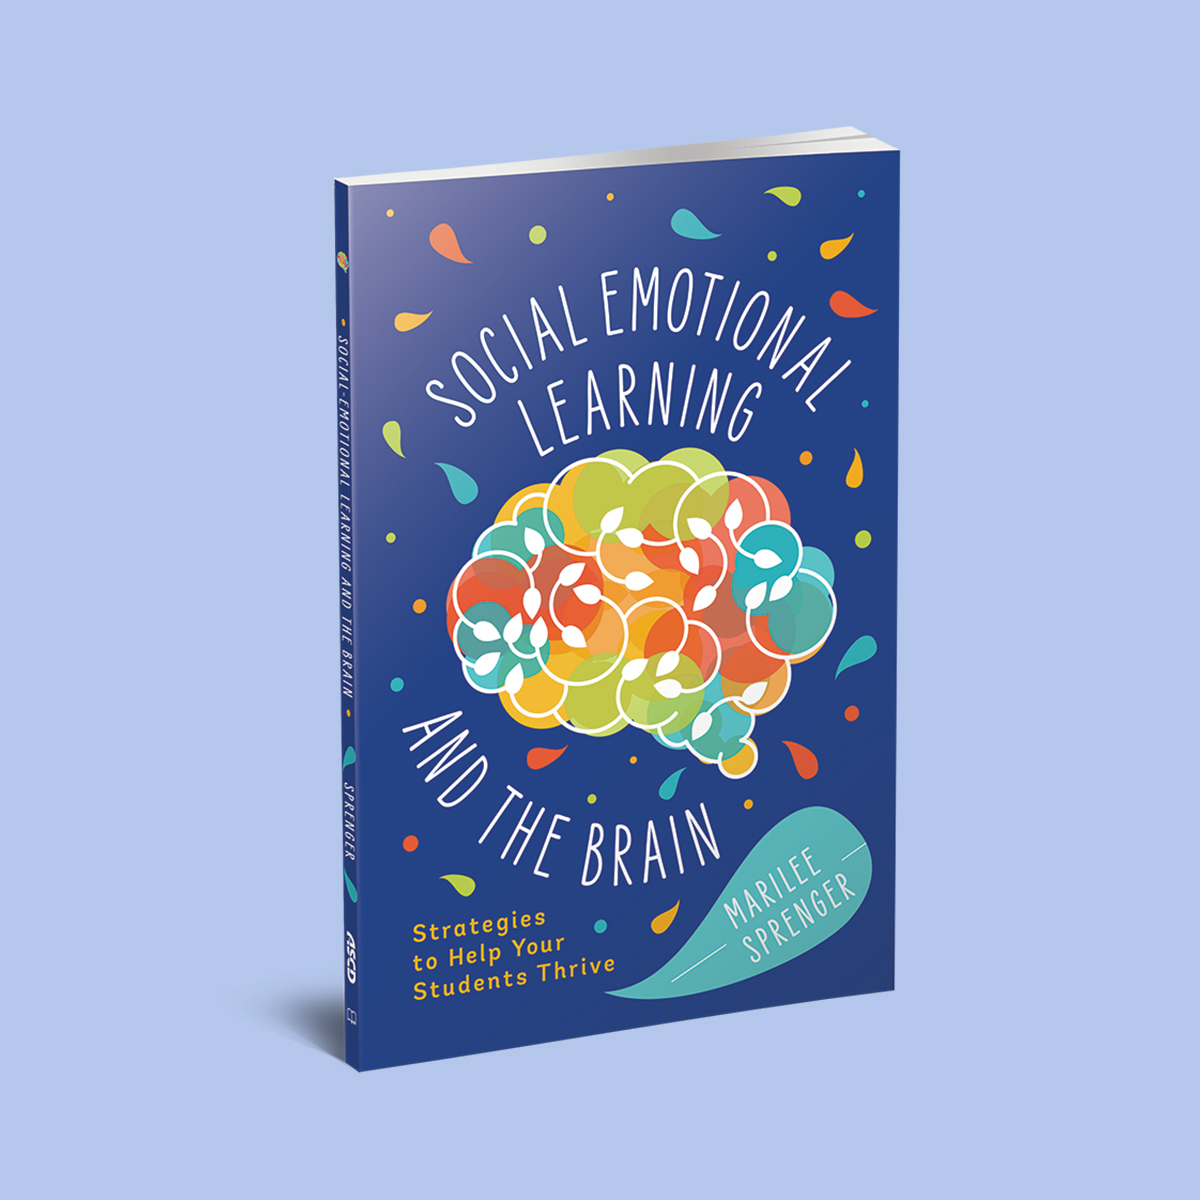 SOCIAL EMOTIONAL
LEARNING
AND THE BRAIN
Strategies
to Help Your
Students Thrive
MARILEE
SPRENGER
SOCIAL-EMOTIONAL LEARNING AND THE BRAIN
SPRENGER
ASCD